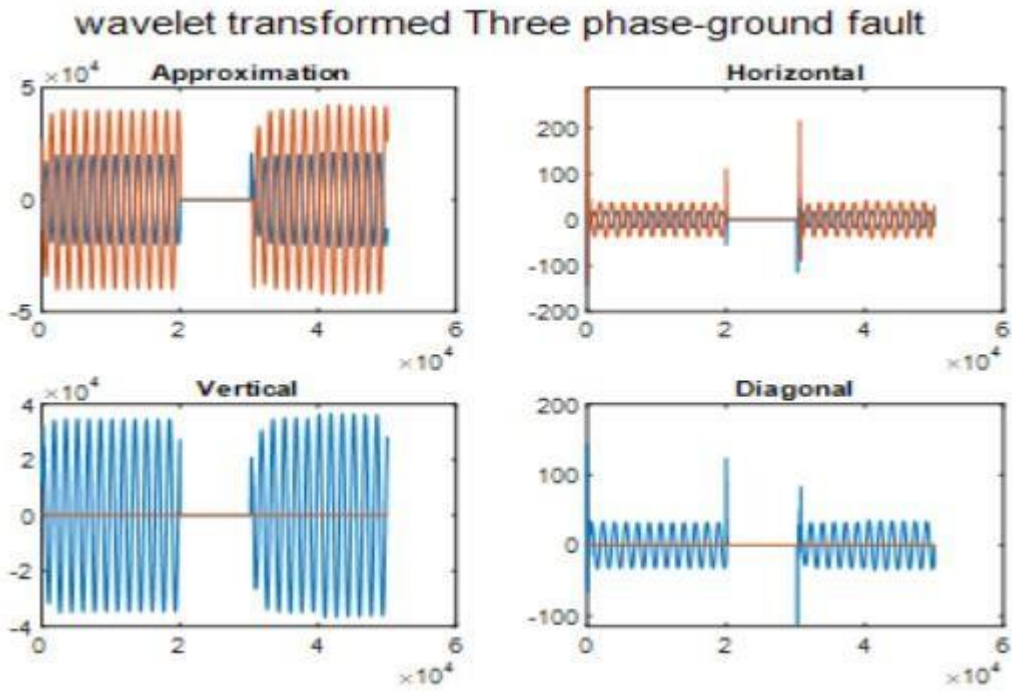 wavelet transformed Three phase-ground fault
×10⁴ Approximation
5
0
-5
0 2 4 6
×10⁴
Horizontal
200
100
0
-100
-200
0 2 4 6
×10⁴
×10⁴ Vertical
4
2
0
-2
-4
0 2 4 6
×10⁴
Diagonal
200
100
0
-100
0 2 4 6
×10⁴